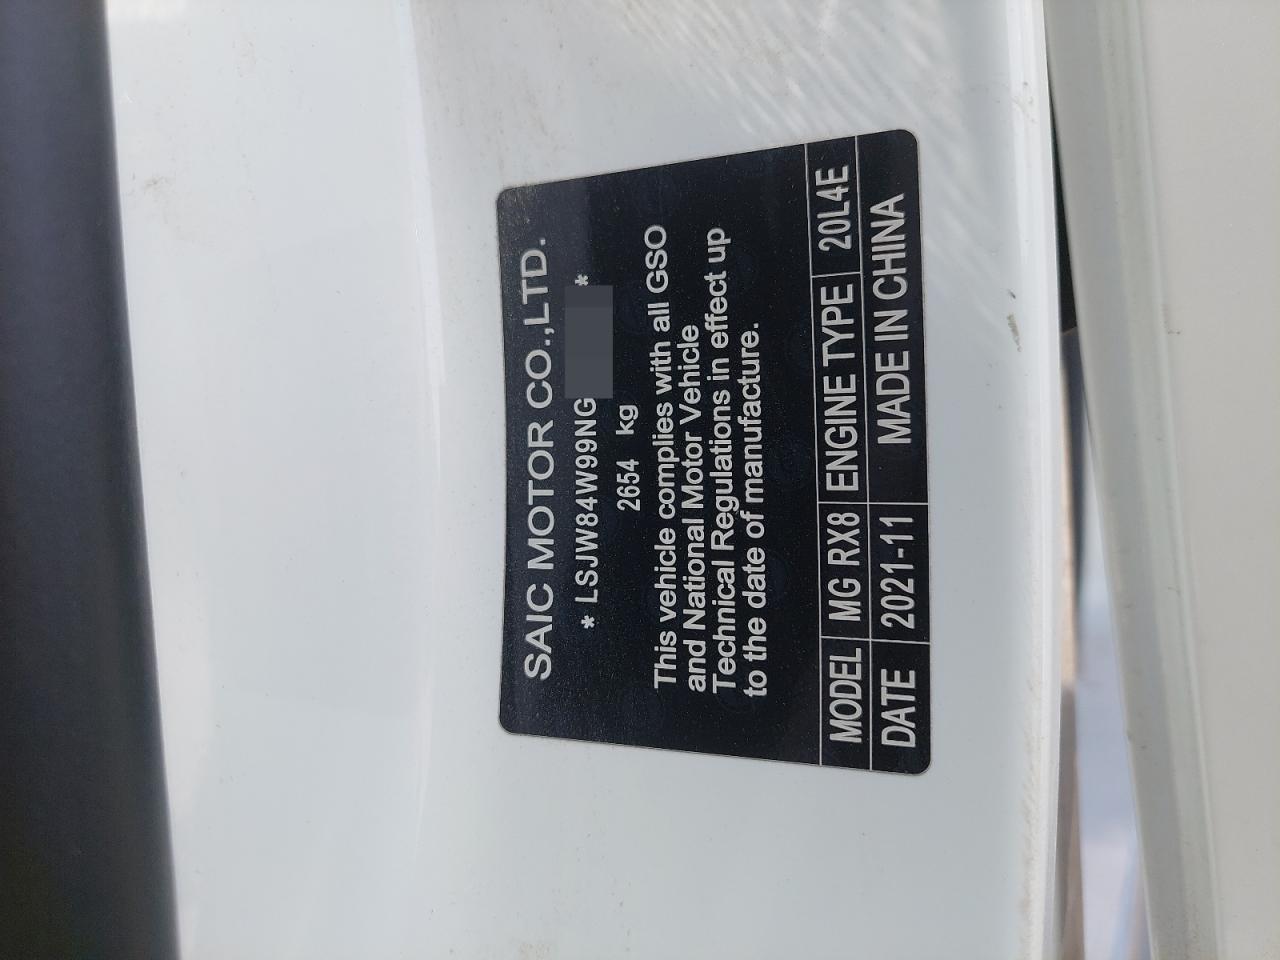 SAIC MOTOR CO.,LTD.
* LSJW84W99NG *
2654 kg
This vehicle complies with all GSO
and National Motor Vehicle
Technical Regulations in effect up
to the date of manufacture.
MODEL MG RX8 ENGINE TYPE 20L4E
DATE 2021-11 MADE IN CHINA